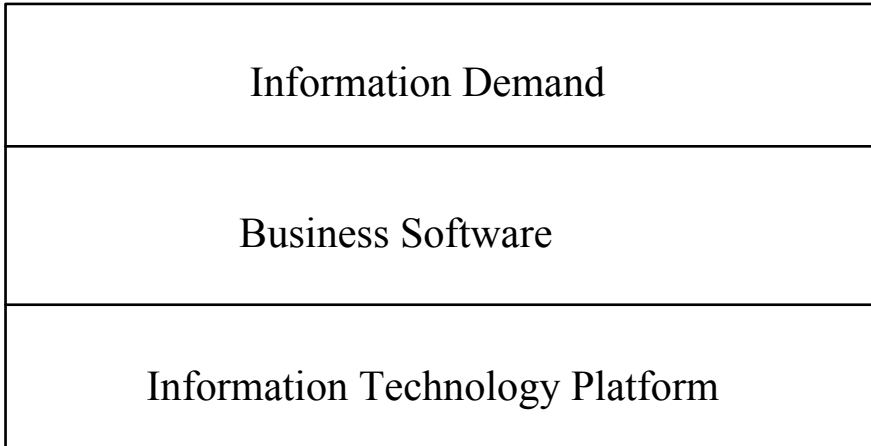 Information Demand
Business Software
Information Technology Platform